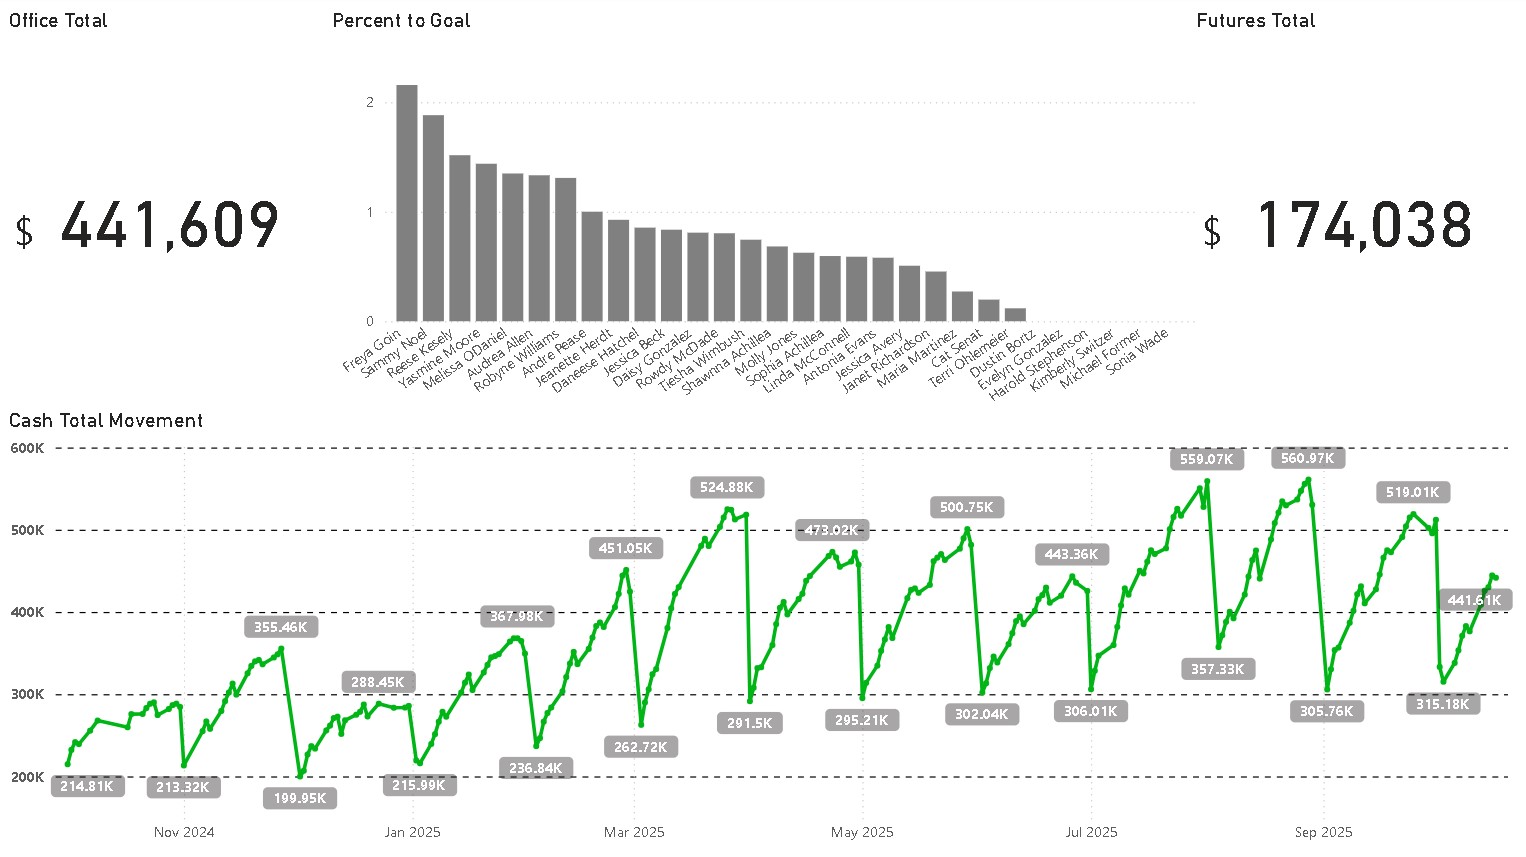 Office Total
Percent to Goal
Futures Total
$ 441,609
$ 174,038
2
1
0
Freya Goin
Sammy Noel
Reese Kesely
Yasmine Moore
Melissa ODaniel
Audrea Allen
Robyne Williams
Andre Pease
Jeanette Herdt
Daneese Hatchel
Jessica Beck
Daisy Gonzalez
Rowdy McDade
Tiesha Wimbush
Shawnna Achillea
Molly Jones
Sophia Achillea
Linda McConnell
Antonia Evans
Jessica Avery
Janet Richardson
Maria Martinez
Cat Senat
Terri Ohlemeier
Dustin Bortz
Evelyn Gonzalez
Harold Stephenson
Kimberly Switzer
Michael Former
Sonia Wade
Cash Total Movement
600K
500K
400K
300K
200K
214.81K
213.32K
355.46K
199.95K
288.45K
215.99K
367.98K
236.84K
451.05K
262.72K
524.88K
291.5K
473.02K
295.21K
500.75K
302.04K
443.36K
306.01K
559.07K
357.33K
560.97K
305.76K
519.01K
315.18K
441.61K
Nov 2024
Jan 2025
Mar 2025
May 2025
Jul 2025
Sep 2025